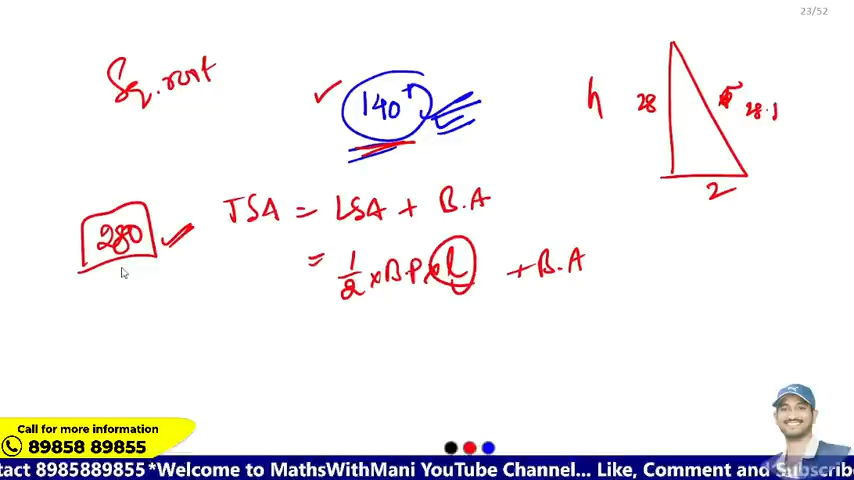 23/52
Sq. root
140+
h
28
28.1
2
280
TSA = LSA + B.A
= 1/2 × B.P × l + B.A
Call for more information
89858 89855
tact 8985889855 *Welcome to MathsWithMani YouTube Channel... Like, Comment and Subscribe